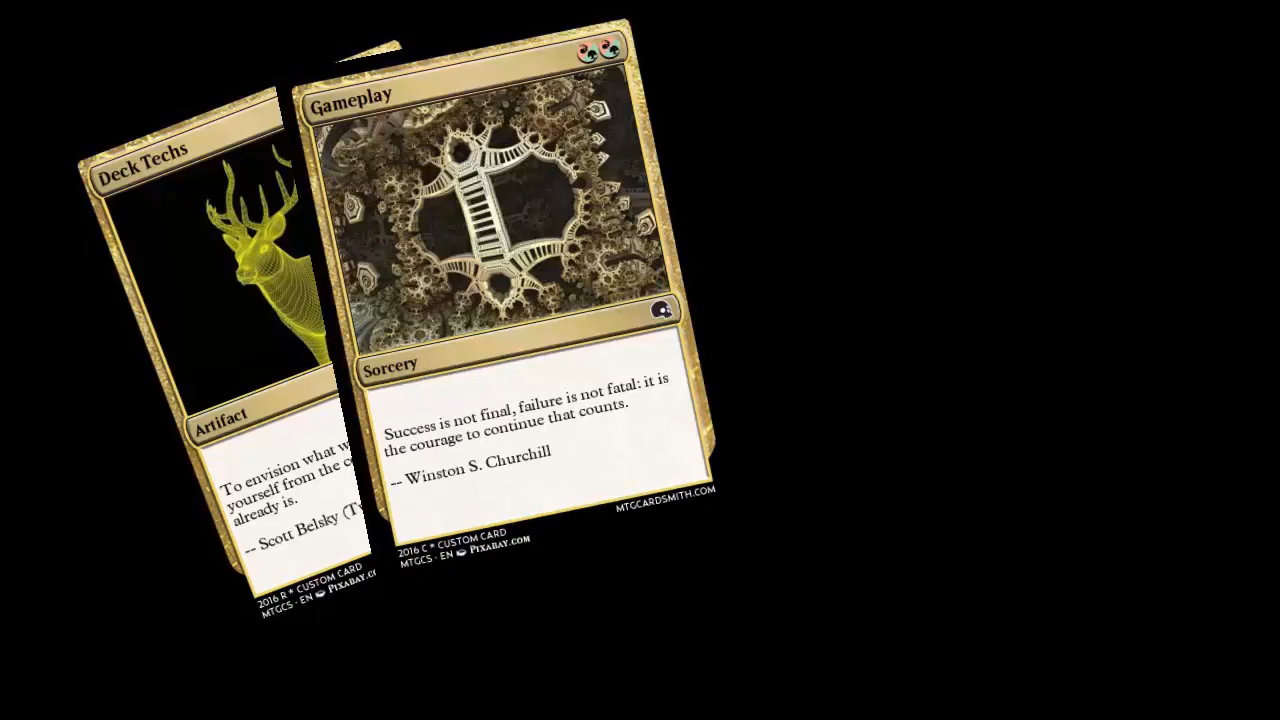 Deck Techs
Artifact
To envision what
yourself from the
already is.
-- Scott Belsky
2016 R * CUSTOM CARD
MTGCS · EN PIXABAY.
Gameplay
Sorcery
Success is not final, failure is not fatal: it is
the courage to continue that counts.
-- Winston S. Churchill
MTGCARDSMITH.COM
2016 C * CUSTOM CARD
MTGCS · EN PIXABAY.COM